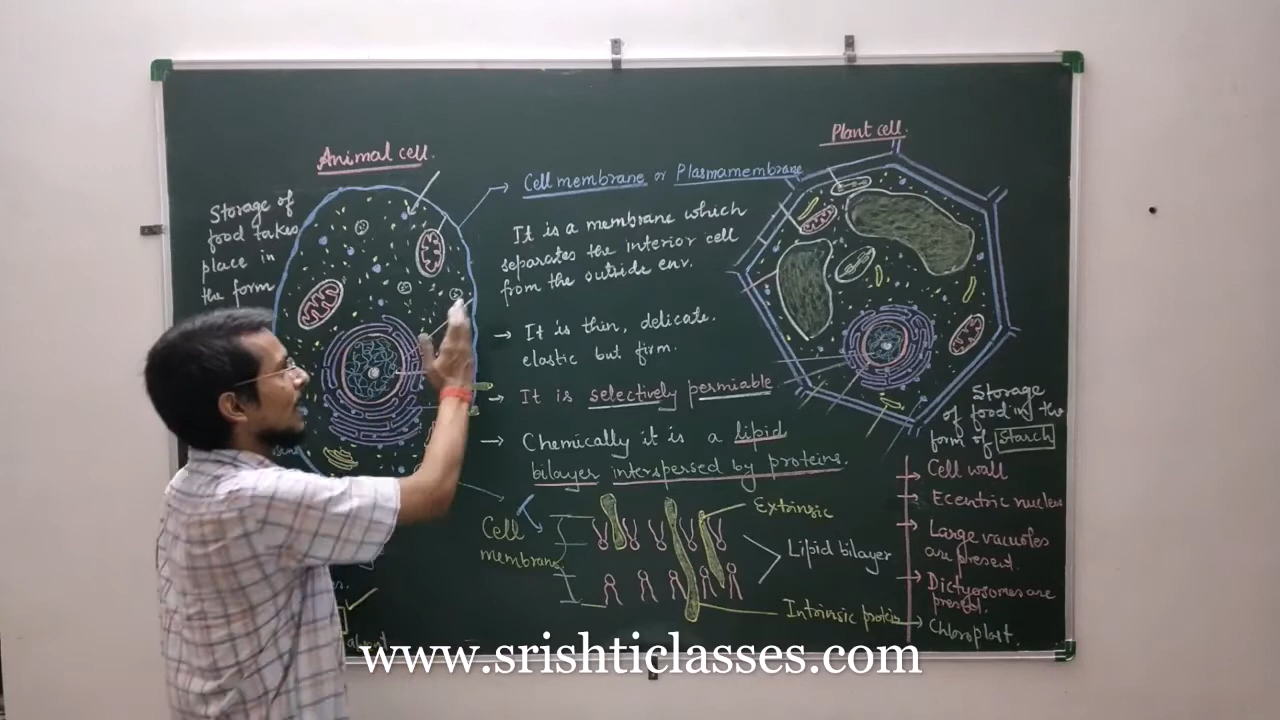 Animal cell.
Plant cell.
Storage of
food takes
place in
the form
Cell membrane or Plasmamembrane
It is a membrane which
separates the interior cell
from the outside env.
→ It is thin, delicate.
elastic but firm.
→ It is selectively permiable
→ Chemically it is a lipid
bilayer interspersed by proteins.
Cell
membrane
Extrinsic
Lipid bilayer
Intrinsic protein
Storage
of food in the
form of starch
Cell wall
Ecentric nucleus
Large vacuoles
are present.
Dictyosomes are
present.
Chloroplast.
absent
www.srishticlasses.com